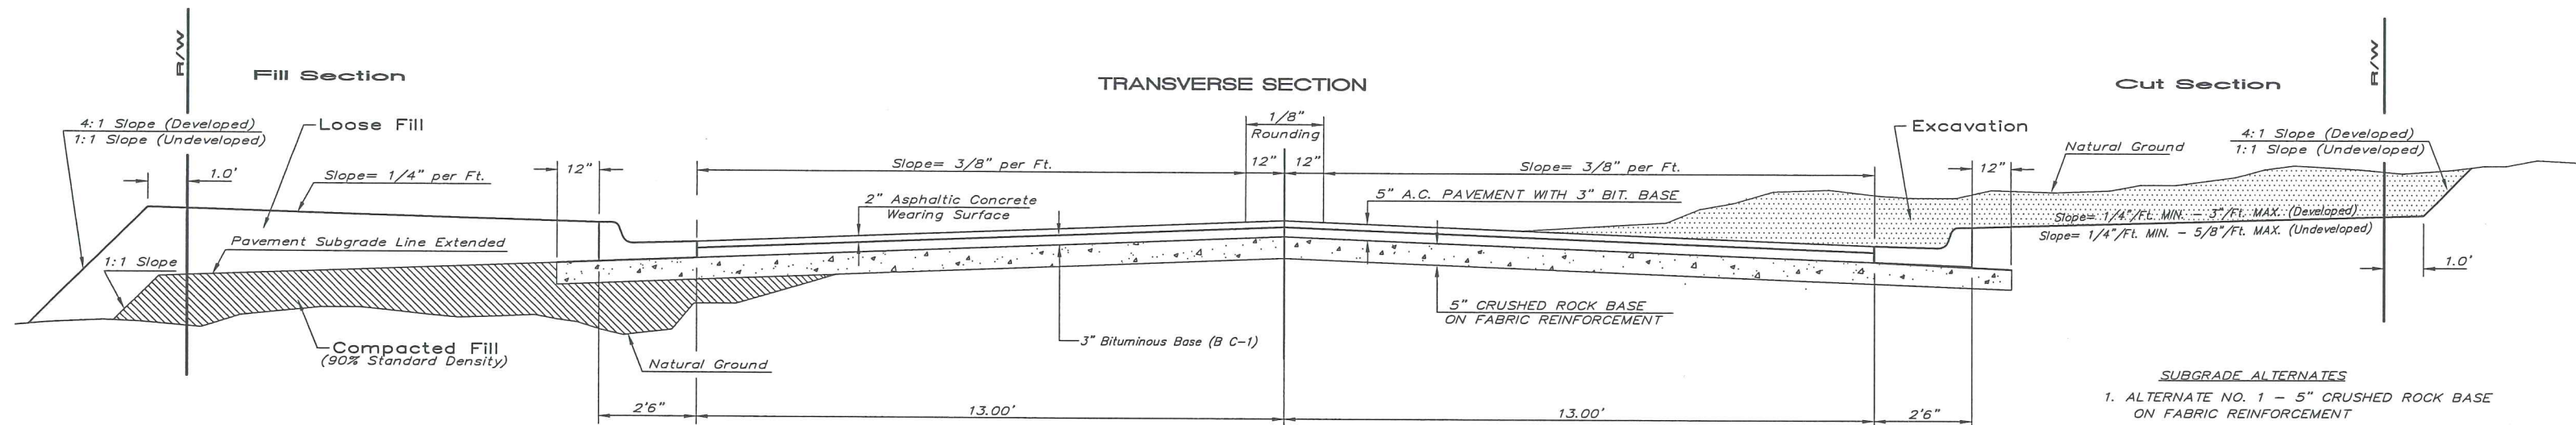 R/W
Fill Section
TRANSVERSE SECTION
Cut Section
R/W
4:1 Slope (Developed)
1:1 Slope (Undeveloped)
Loose Fill
1.0'
Slope= 1/4" per Ft.
12"
Slope= 3/8" per Ft.
1/8"
Rounding
12"
12"
Slope= 3/8" per Ft.
Excavation
Natural Ground
4:1 Slope (Developed)
1:1 Slope (Undeveloped)
12"
2" Asphaltic Concrete
Wearing Surface
5" A.C. PAVEMENT WITH 3" BIT. BASE
Slope= 1/4"/Ft. MIN. - 3"/Ft. MAX. (Developed)
Slope= 1/4"/Ft. MIN. - 5/8"/Ft. MAX. (Undeveloped)
Pavement Subgrade Line Extended
1:1 Slope
1.0'
5" CRUSHED ROCK BASE
ON FABRIC REINFORCEMENT
3" Bituminous Base (B C-1)
Compacted Fill
(90% Standard Density)
Natural Ground
2'6"
13.00'
13.00'
2'6"
SUBGRADE ALTERNATES
1. ALTERNATE NO. 1 - 5" CRUSHED ROCK BASE
ON FABRIC REINFORCEMENT